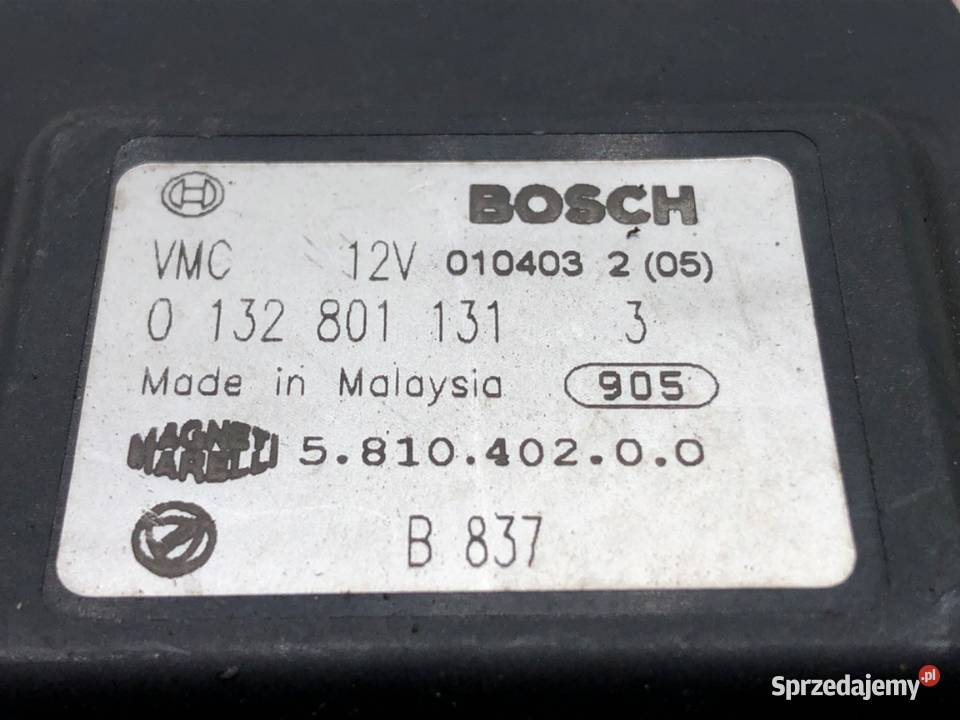 BOSCH
VMC 12V 010403 2 (05)
0 132 801 131 3
Made in Malaysia 905
MAGNETI MARELLI 5.810.402.0.0
B 837
Sprzedajemy.pl